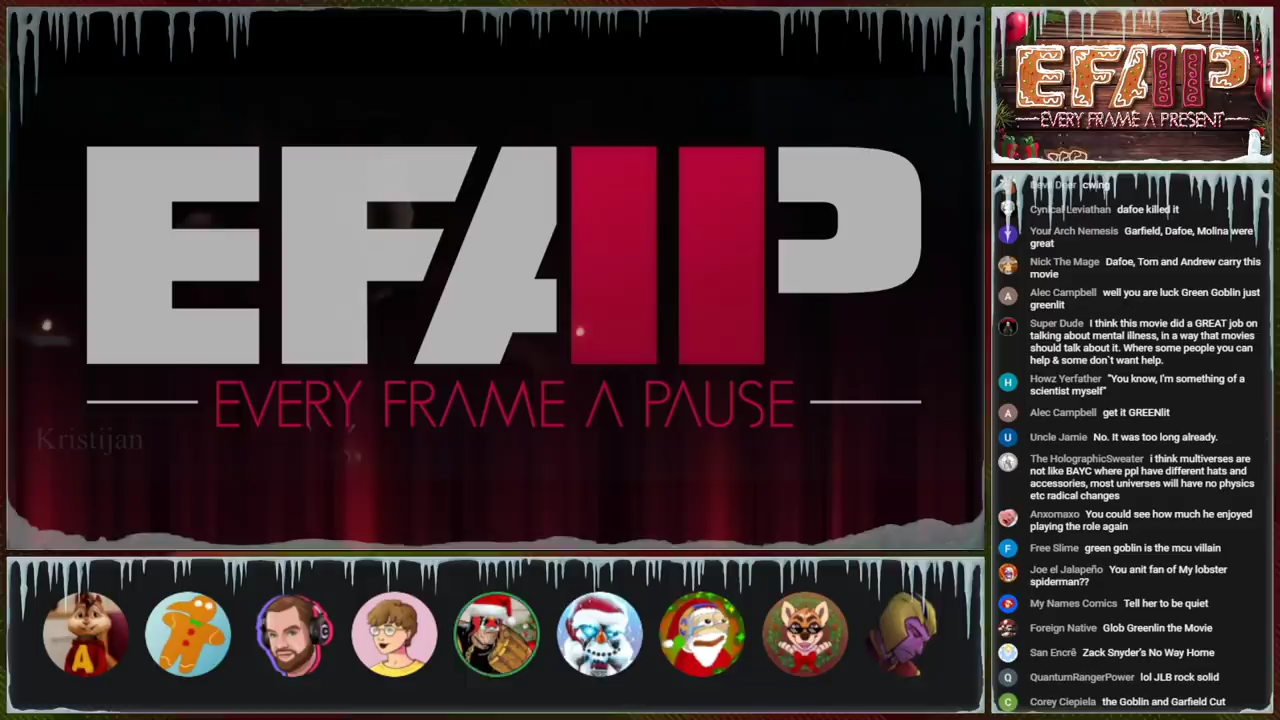 EFAP
EVERY FRAME A PAUSE
Kristijan
A
EFAP
EVERY FRAME A PRESENT
Deer cwing
Cynical Leviathan dafoe killed it
Your Arch Nemesis Garfield, Dafoe, Molina were
great
Nick The Mage Dafoe, Tom and Andrew carry this
movie
A
Alec Campbell well you are luck Green Goblin just
greenlit
Super Dude I think this movie did a GREAT job on
talking about mental illness, in a way that movies
should talk about it. Where some people you can
help & some don`t want help.
H
Howz Yerfather "You know, I'm something of a
scientist myself"
A
Alec Campbell get it GREENlit
U
Uncle Jamie No. It was too long already.
The HolographicSweater i think multiverses are
not like BAYC where ppl have different hats and
accessories, most universes will have no physics
etc radical changes
Anxomaxo You could see how much he enjoyed
playing the role again
F
Free Slime green goblin is the mcu villain
Joe el Jalapeño You anit fan of My lobster
spiderman??
My Names Comics Tell her to be quiet
Foreign Native Glob Greenlin the Movie
San Encrê Zack Snyder's No Way Home
Q
QuantumRangerPower lol JLB rock solid
C
Corey Ciepiela the Goblin and Garfield Cut